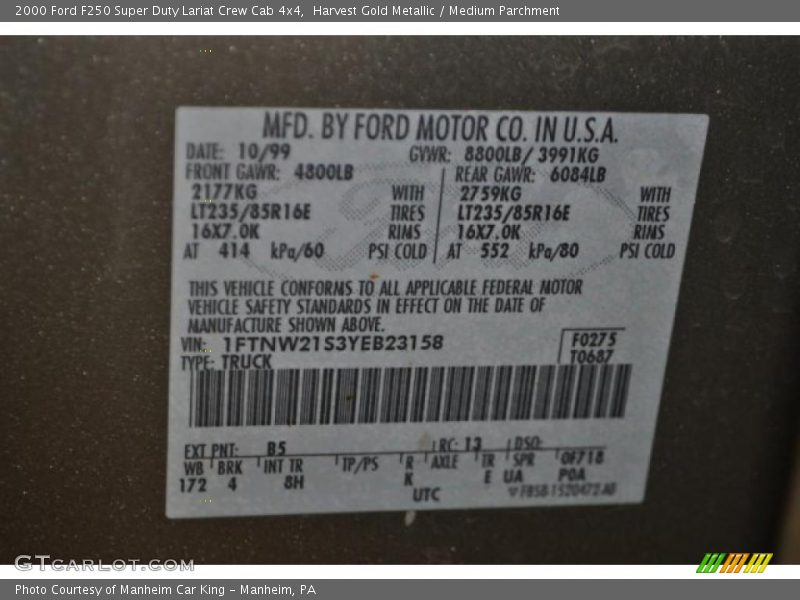 2000 Ford F250 Super Duty Lariat Crew Cab 4x4,  Harvest Gold Metallic / Medium Parchment
MFD. BY FORD MOTOR CO. IN U.S.A.
DATE: 10/99 GVWR: 8800LB/ 3991KG
FRONT GAWR: 4800LB REAR GAWR: 6084LB
2177KG WITH 2759KG WITH
LT235/85R16E TIRES LT235/85R16E TIRES
16X7.0K RIMS 16X7.0K RIMS
AT 414 kPa/60 PSI COLD AT 552 kPa/80 PSI COLD
THIS VEHICLE CONFORMS TO ALL APPLICABLE FEDERAL MOTOR
VEHICLE SAFETY STANDARDS IN EFFECT ON THE DATE OF
MANUFACTURE SHOWN ABOVE.
VIN: 1FTNW21S3YEB23158 F0275
TYPE: TRUCK T0687
EXT PNT: B5 RC: 13 DSO:
WB BRK INT TR TP/PS R AXLE TR SPR 0F718
172 4 8H K E UA P0A
UTC
GTCarLot.com
Photo Courtesy of Manheim Car King - Manheim, PA